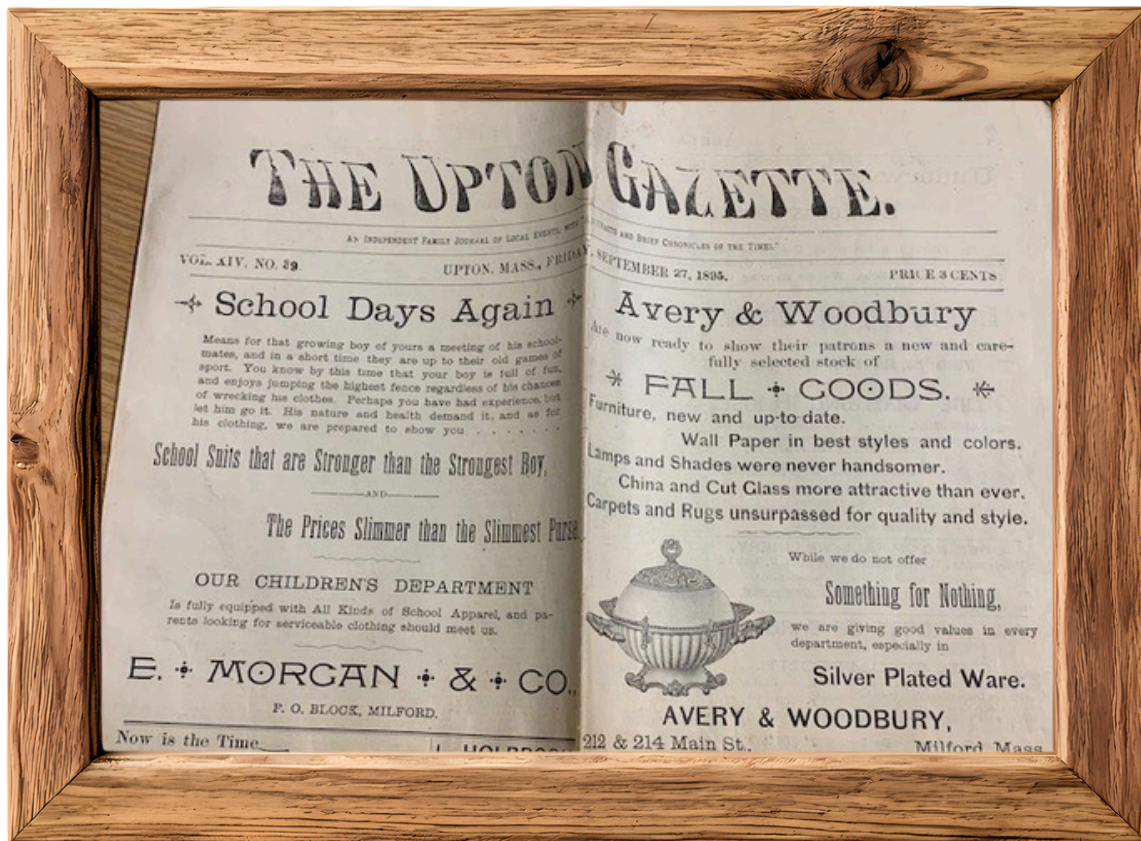 THE UPTON GAZETTE.
AN INDEPENDENT FAMILY JOURNAL OF LOCAL EVENTS, WITH "ABSTRACTS AND BRIEF CHRONICLES OF THE TIMES."
VOL. XIV. NO. 39. UPTON, MASS., FRIDAY, SEPTEMBER 27, 1895. PRICE 3 CENTS
School Days Again
Means for that growing boy of yours a meeting of his school-
mates, and in a short time they are up to their old games of
sport. You know by this time that your boy is full of fun,
and enjoys jumping the highest fence regardless of his chances
of wrecking his clothes. Perhaps you have had experience, but
let him go it. His nature and health demand it, and as for
his clothing, we are prepared to show you . . . . . . . .
School Suits that are Stronger than the Strongest Boy,
AND
The Prices Slimmer than the Slimmest Purse
OUR CHILDREN'S DEPARTMENT
Is fully equipped with All Kinds of School Apparel, and pa-
rents looking for serviceable clothing should meet us.
E. MORGAN & CO.,
P. O. BLOCK, MILFORD.
Now is the Time
Avery & Woodbury
Are now ready to show their patrons a new and care-
fully selected stock of
FALL GOODS.
Furniture, new and up-to date.
Wall Paper in best styles and colors.
Lamps and Shades were never handsomer.
China and Cut Glass more attractive than ever.
Carpets and Rugs unsurpassed for quality and style.
While we do not offer
Something for Nothing,
we are giving good values in every
department, especially in
Silver Plated Ware.
AVERY & WOODBURY,
212 & 214 Main St., Milford, Mass.